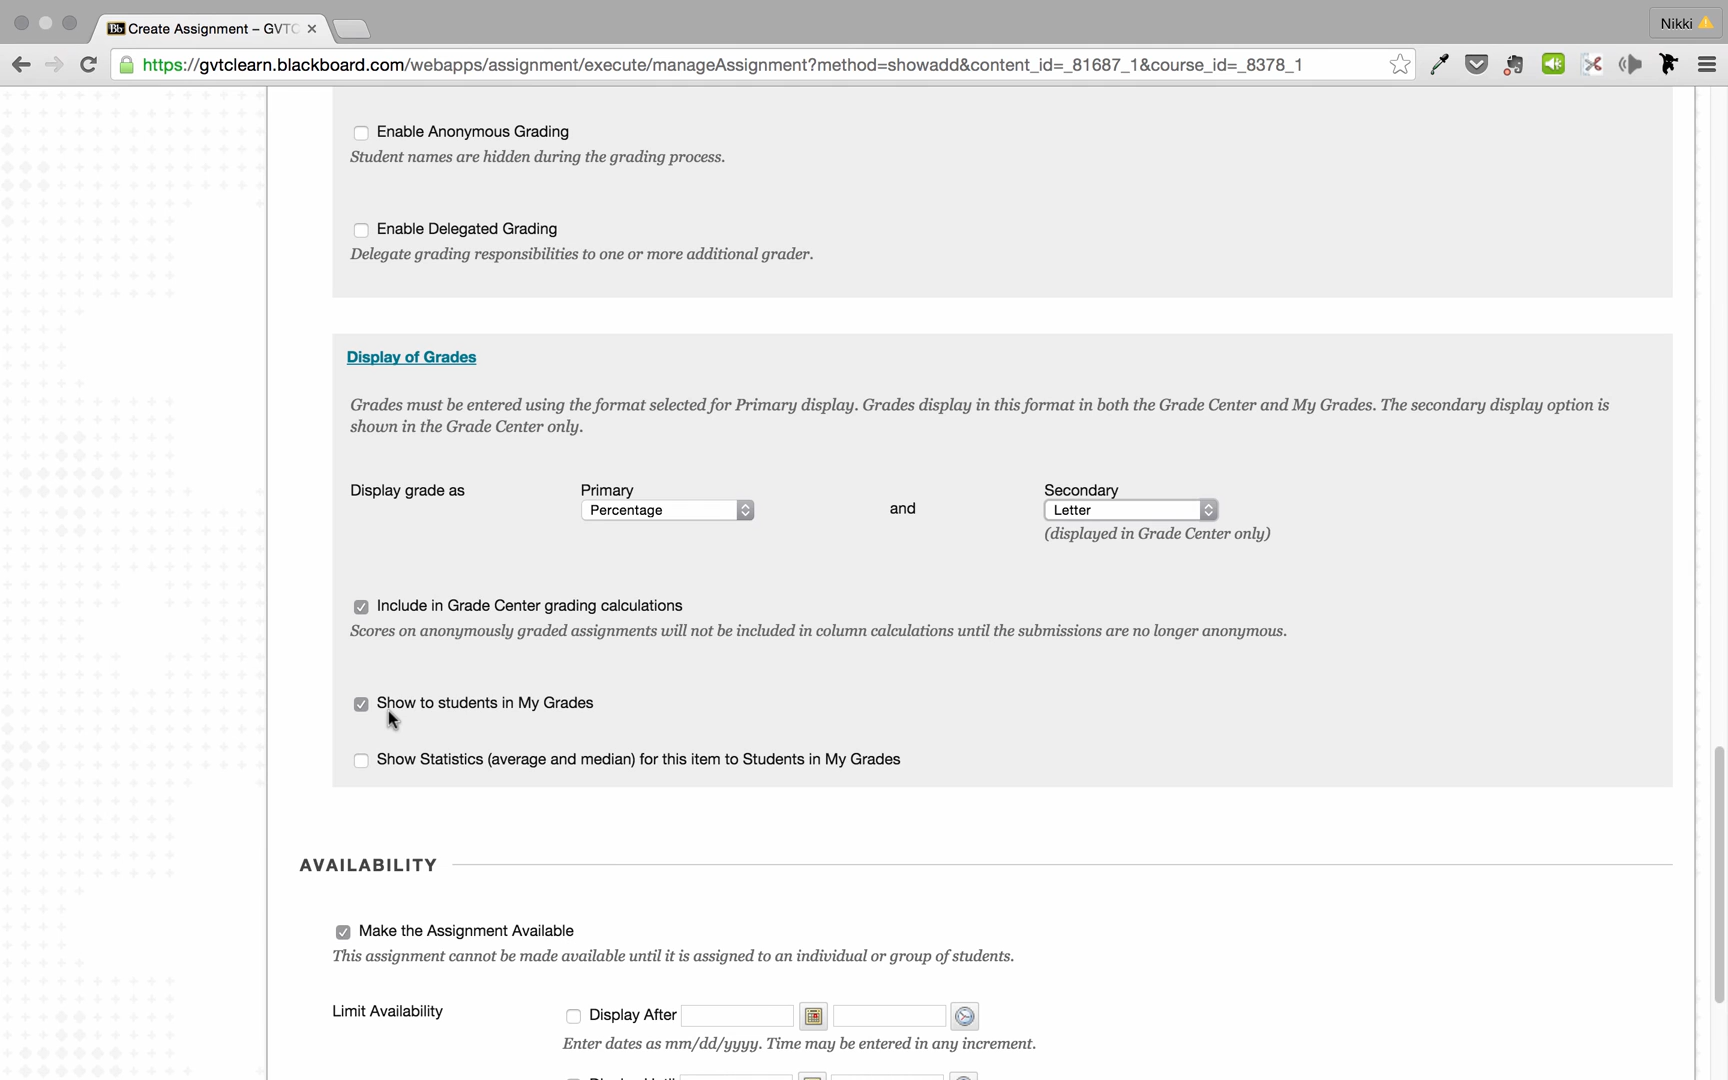 Create Assignment – GVTC
Nikki
https://gvtclearn.blackboard.com/webapps/assignment/execute/manageAssignment?method=showadd&content_id=_81687_1&course_id=_8378_1
Enable Anonymous Grading
Student names are hidden during the grading process.
Enable Delegated Grading
Delegate grading responsibilities to one or more additional grader.
Display of Grades
Grades must be entered using the format selected for Primary display. Grades display in this format in both the Grade Center and My Grades. The secondary display option is
shown in the Grade Center only.
Display grade as
Primary
Percentage
and
Secondary
Letter
(displayed in Grade Center only)
Include in Grade Center grading calculations
Scores on anonymously graded assignments will not be included in column calculations until the submissions are no longer anonymous.
Show to students in My Grades
Show Statistics (average and median) for this item to Students in My Grades
AVAILABILITY
Make the Assignment Available
This assignment cannot be made available until it is assigned to an individual or group of students.
Limit Availability
Display After
Enter dates as mm/dd/yyyy. Time may be entered in any increment.